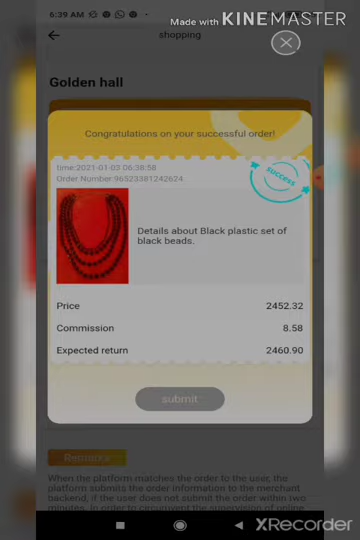 6:39 AM
Made with KINEMASTER
shopping
Golden hall
Congratulations on your successful order!
time:2021-01-03 06:38:58
Order Number:96523381242624
success
Details about Black plastic set of
black beads.
Price 2452.32
Commission 8.58
Expected return 2460.90
submit
Remarks
When the platform matches the order to the user, the
platform submits the order information to the merchant
backend, if the user does not submit the order within two
minutes. In order to circumvent the supervision of online
XRecorder